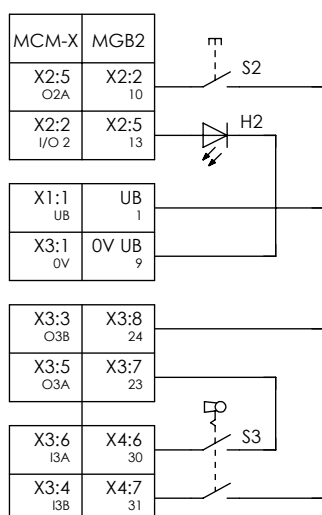 MCM-X MGB2
X2:5 X2:2 S2
O2A 10
X2:2 X2:5 H2
I/O 2 13
X1:1 UB
UB 1
X3:1 0V UB
0V 9
X3:3 X3:8
O3B 24
X3:5 X3:7
O3A 23
X3:6 X4:6 S3
I3A 30
X3:4 X4:7
I3B 31